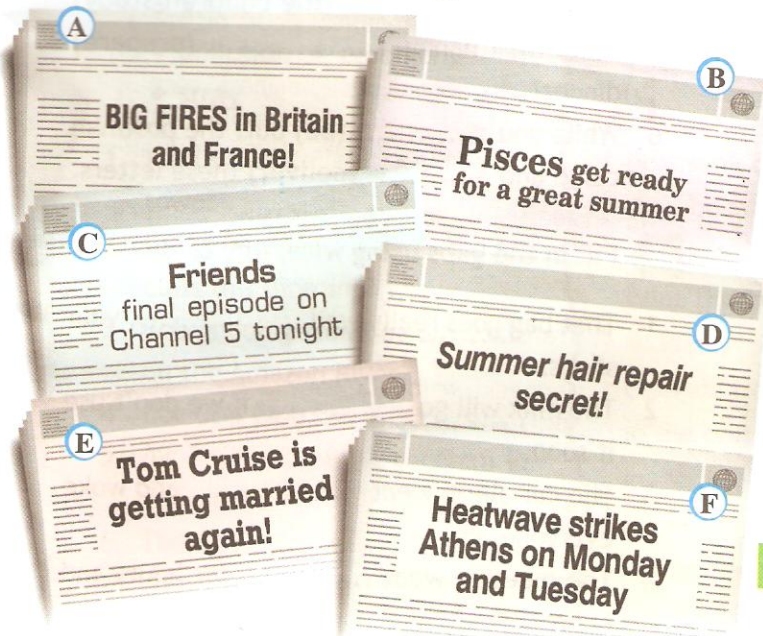 A
BIG FIRES in Britain
and France!
B
Pisces get ready
for a great summer
C
Friends
final episode on
Channel 5 tonight
D
Summer hair repair
secret!
E
Tom Cruise is
getting married
again!
F
Heatwave strikes
Athens on Monday
and Tuesday